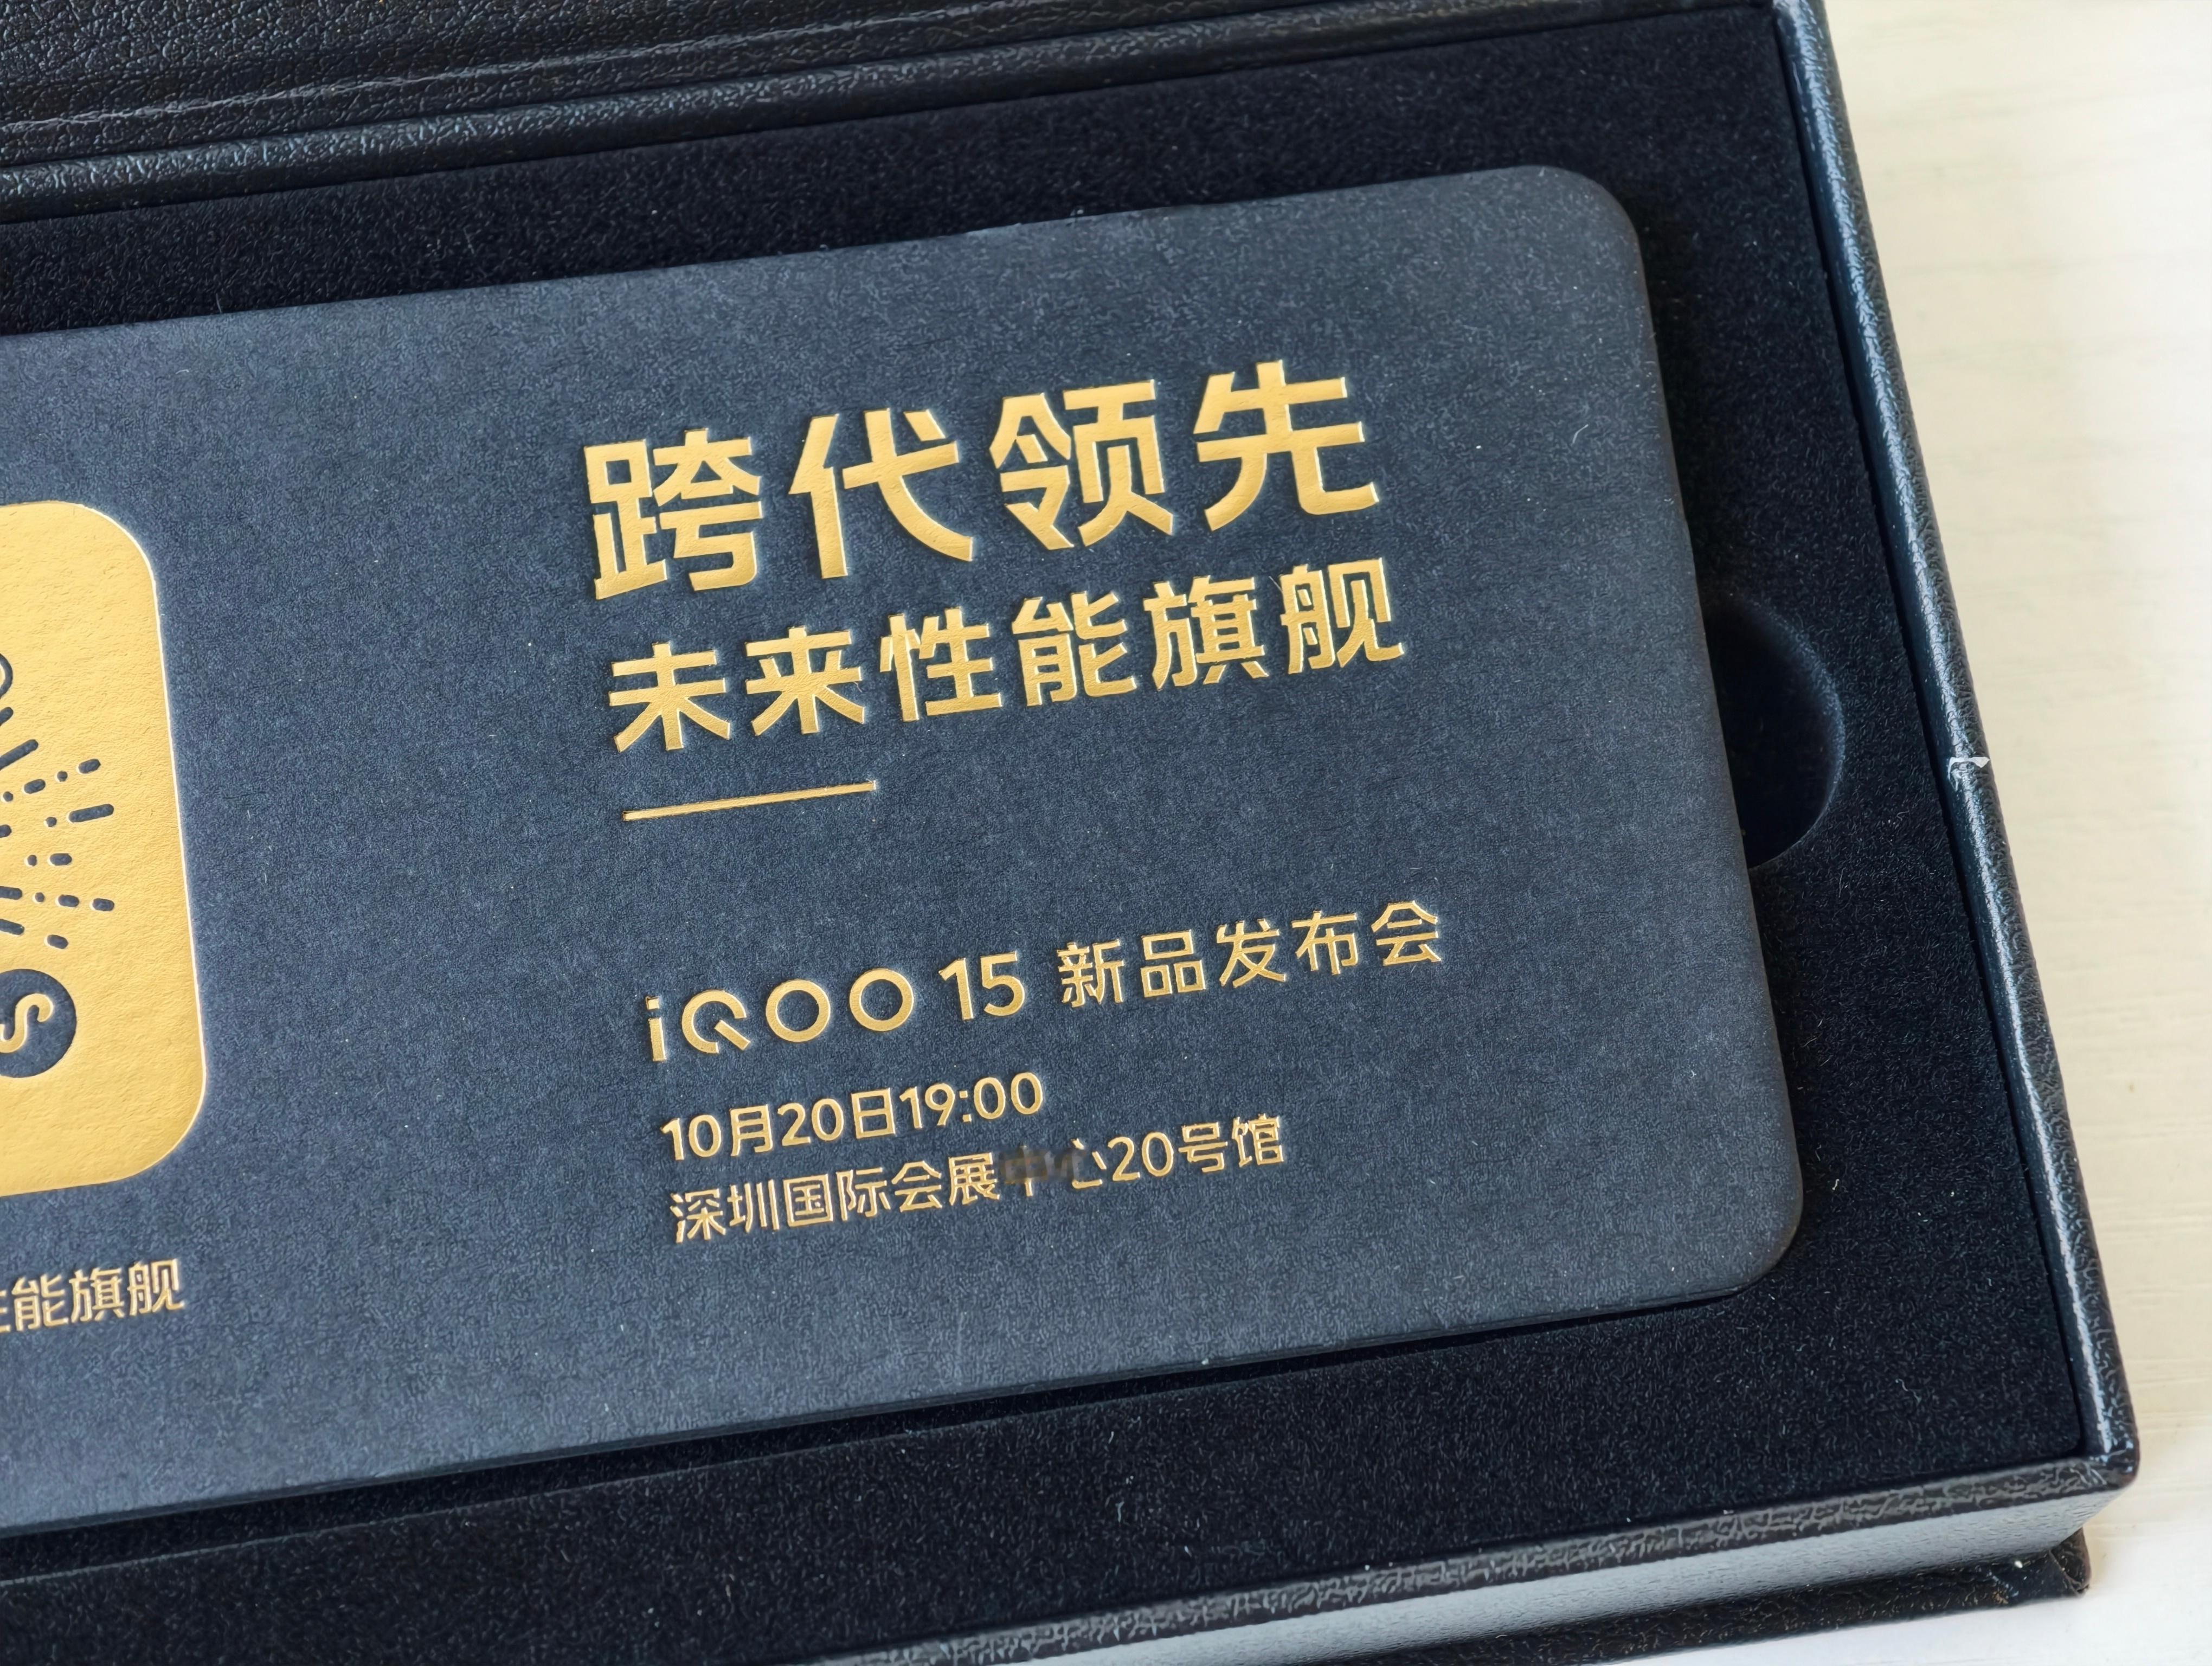 跨代领先
未来性能旗舰
iQOO 15 新品发布会
10月20日19:00
深圳国际会展中心20号馆
能旗舰